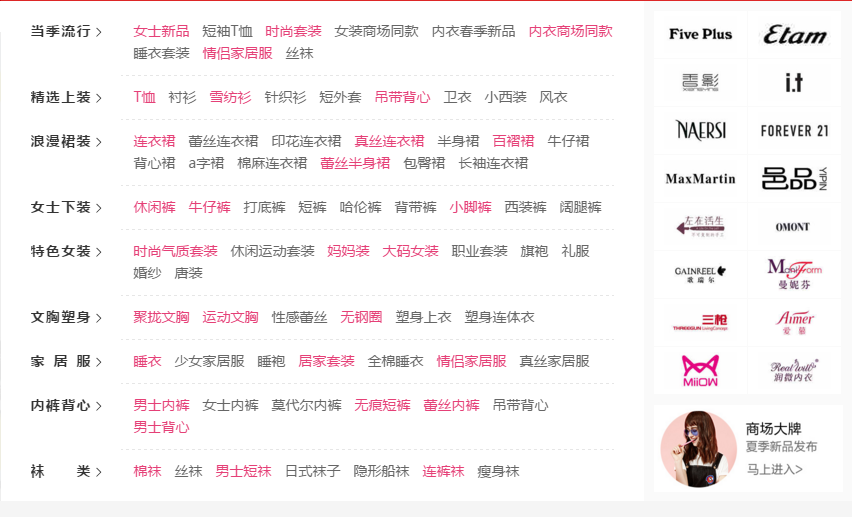 当季流行 > 女士新品 短袖T恤 时尚套装 女装商场同款 内衣春季新品 内衣商场同款
睡衣套装 情侣家居服 丝袜
精选上装 > T恤 衬衫 雪纺衫 针织衫 短外套 吊带背心 卫衣 小西装 风衣
浪漫裙装 > 连衣裙 蕾丝连衣裙 印花连衣裙 真丝连衣裙 半身裙 百褶裙 牛仔裙
背心裙 a字裙 棉麻连衣裙 蕾丝半身裙 包臀裙 长袖连衣裙
女士下装 > 休闲裤 牛仔裤 打底裤 短裤 哈伦裤 背带裤 小脚裤 西装裤 阔腿裤
特色女装 > 时尚气质套装 休闲运动套装 妈妈装 大码女装 职业套装 旗袍 礼服
婚纱 唐装
文胸塑身 > 聚拢文胸 运动文胸 性感蕾丝 无钢圈 塑身上衣 塑身连体衣
家居服 > 睡衣 少女家居服 睡袍 居家套装 全棉睡衣 情侣家居服 真丝家居服
内裤背心 > 男士内裤 女士内裤 莫代尔内裤 无痕短裤 蕾丝内裤 吊带背心
男士背心
袜类 > 棉袜 丝袜 男士短袜 日式袜子 隐形船袜 连裤袜 瘦身袜
Five Plus Etam
香影 XIANGYING i.t
NAERSI FOREVER 21
MaxMartin 邑品 YIPIN
左在活生 OMONT
GAINREEL 歌瑞尔 ManiForm 曼妮芬
三枪 THREEGUN LivingConcept Aimer 爱慕
MiiOW Real with 润微内衣
商场大牌
夏季新品发布
马上进入>